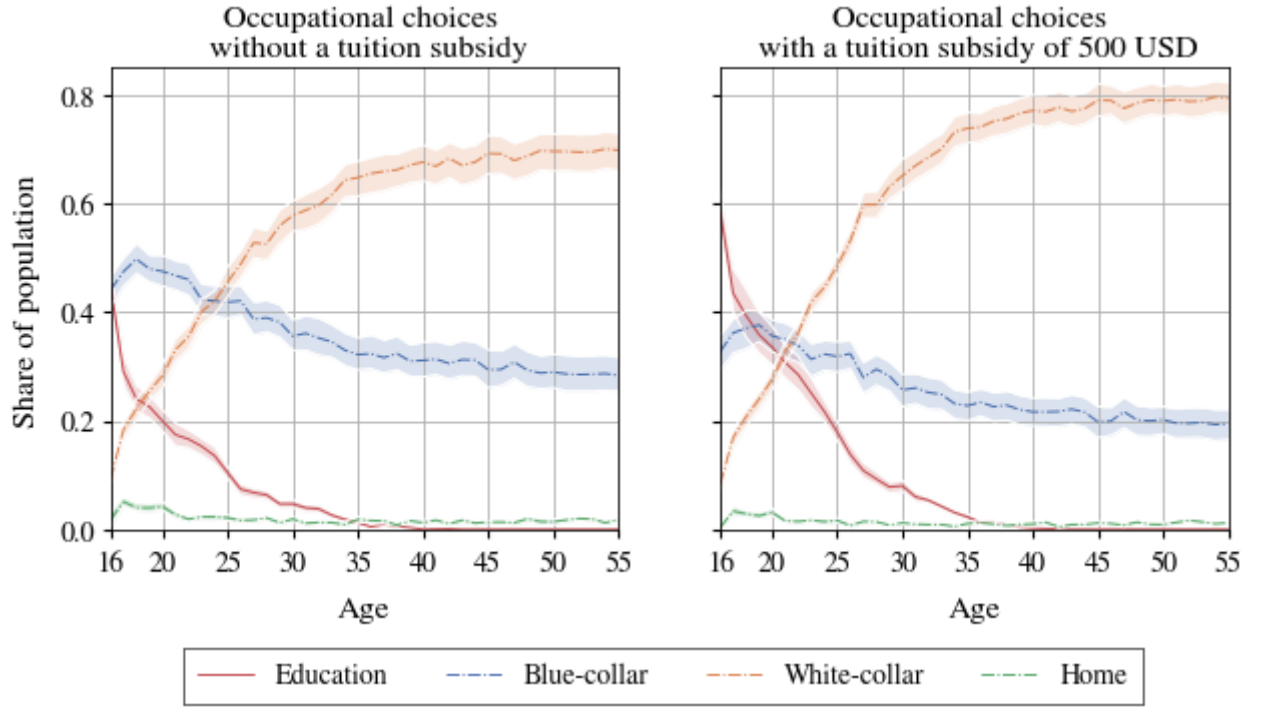 Occupational choices
without a tuition subsidy
Occupational choices
with a tuition subsidy of 500 USD
Share of population
0.8
0.6
0.4
0.2
0.0
16 20 25 30 35 40 45 50 55
16 20 25 30 35 40 45 50 55
Age
Age
Education Blue-collar White-collar Home